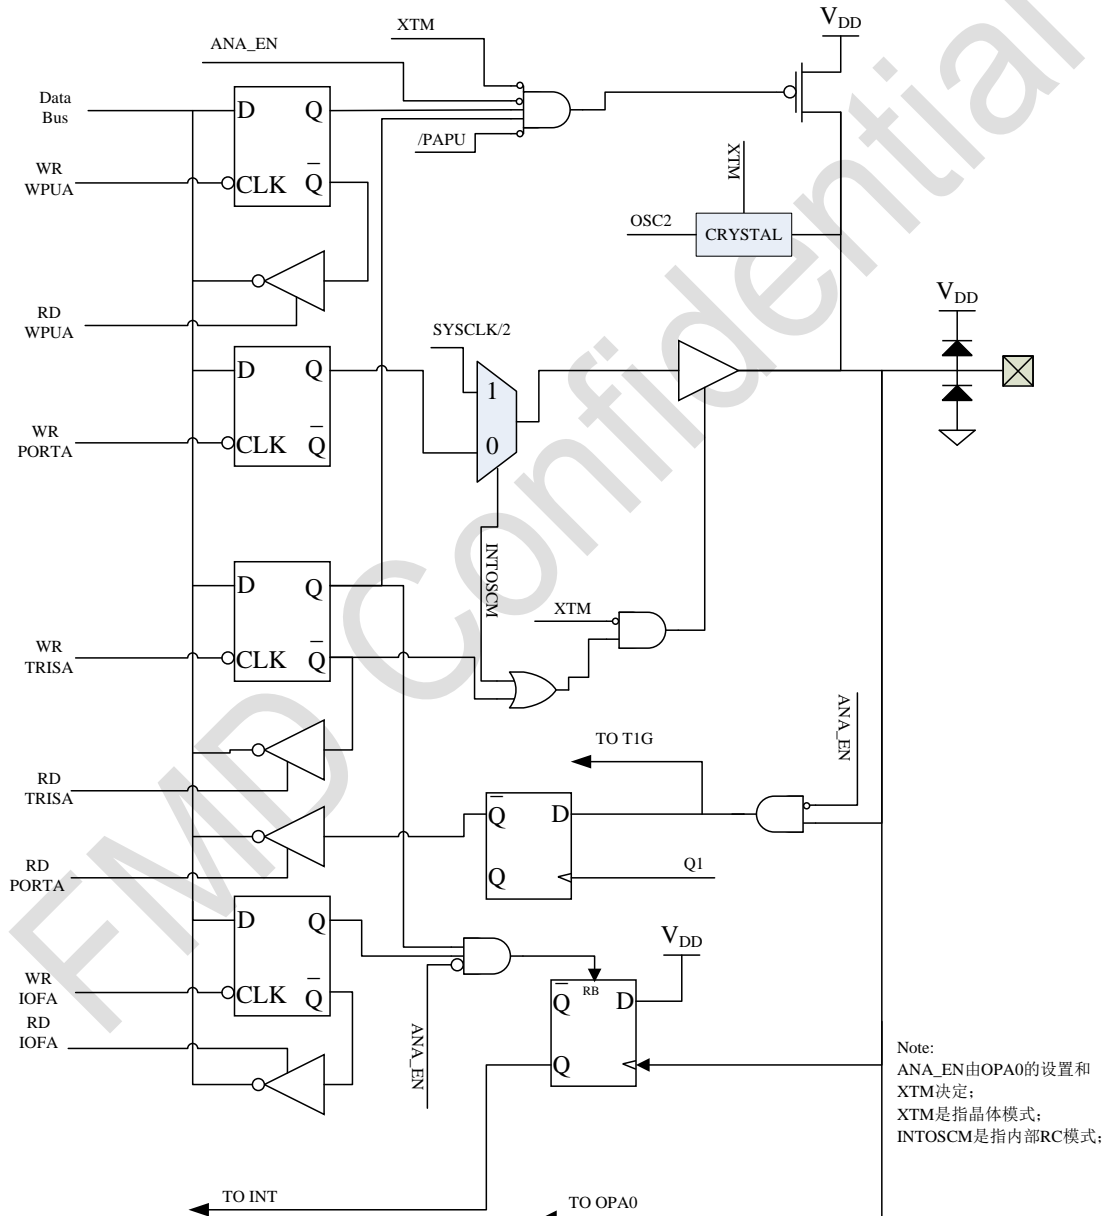 XTM
ANA_EN
VDD
Data
Bus
D Q
WR
WPUA
CLK Q̅
/PAPU
XTM
OSC2
CRYSTAL
RD
WPUA
VDD
SYSCLK/2
D Q
1
0
WR
PORTA
CLK Q̅
INTOSCM
D Q
XTM
WR
TRISA
CLK Q̅
ANA_EN
TO T1G
RD
TRISA
Q̅ D
RD
PORTA
Q
Q1
D Q
VDD
WR
IOFA
CLK Q̅
RB
Q̅ D
RD
IOFA
ANA_EN
Q
Note:
ANA_EN由OPA0的设置和
XTM决定;
XTM是指晶体模式;
INTOSCM是指内部RC模式;
TO INT
TO OPA0
FMD Confidential